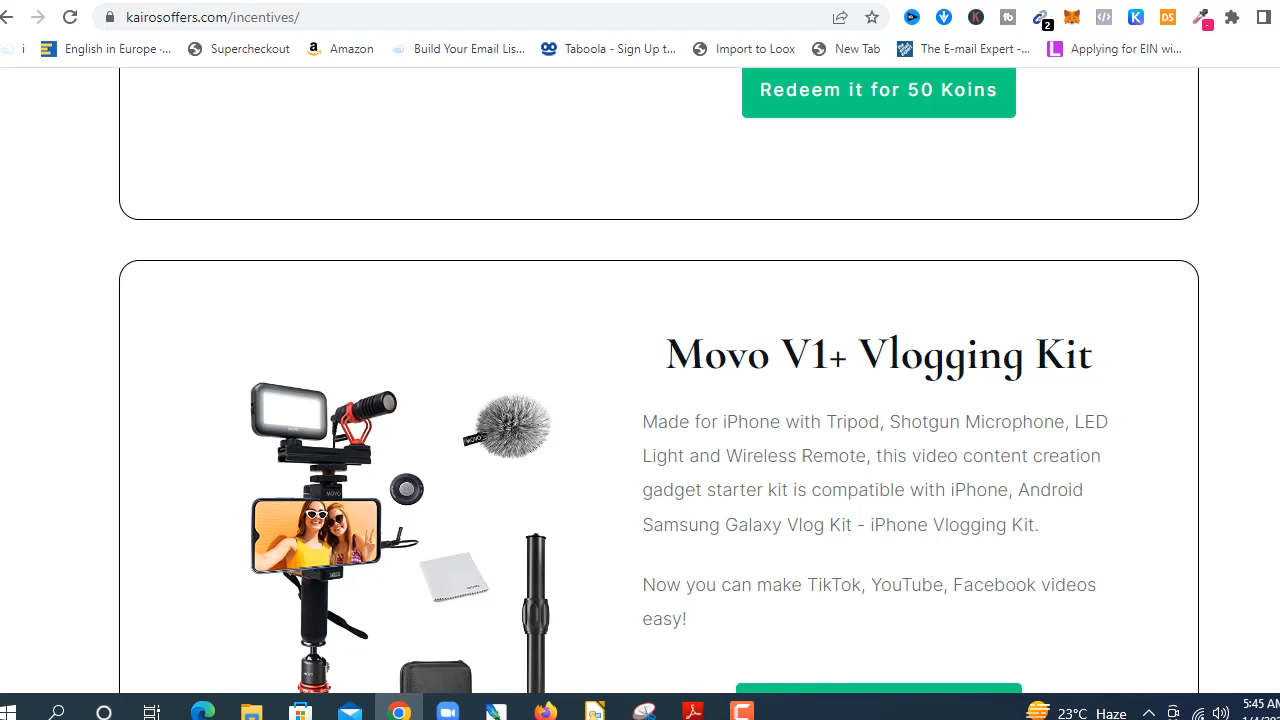 kairosoffers.com/incentives/
2
i
English in Europe -...
Supercheckout
Amazon
Build Your Email Lis...
Taboola - Sign Up t...
Import to Loox
New Tab
The E-mail Expert -...
Applying for EIN wi...
Redeem it for 50 Koins
Movo V1+ Vlogging Kit
Made for iPhone with Tripod, Shotgun Microphone, LED
Light and Wireless Remote, this video content creation
gadget starter kit is compatible with iPhone, Android
Samsung Galaxy Vlog Kit - iPhone Vlogging Kit.
Now you can make TikTok, YouTube, Facebook videos
easy!
MOVO
MOVO
23°C Haze
5:45 AM